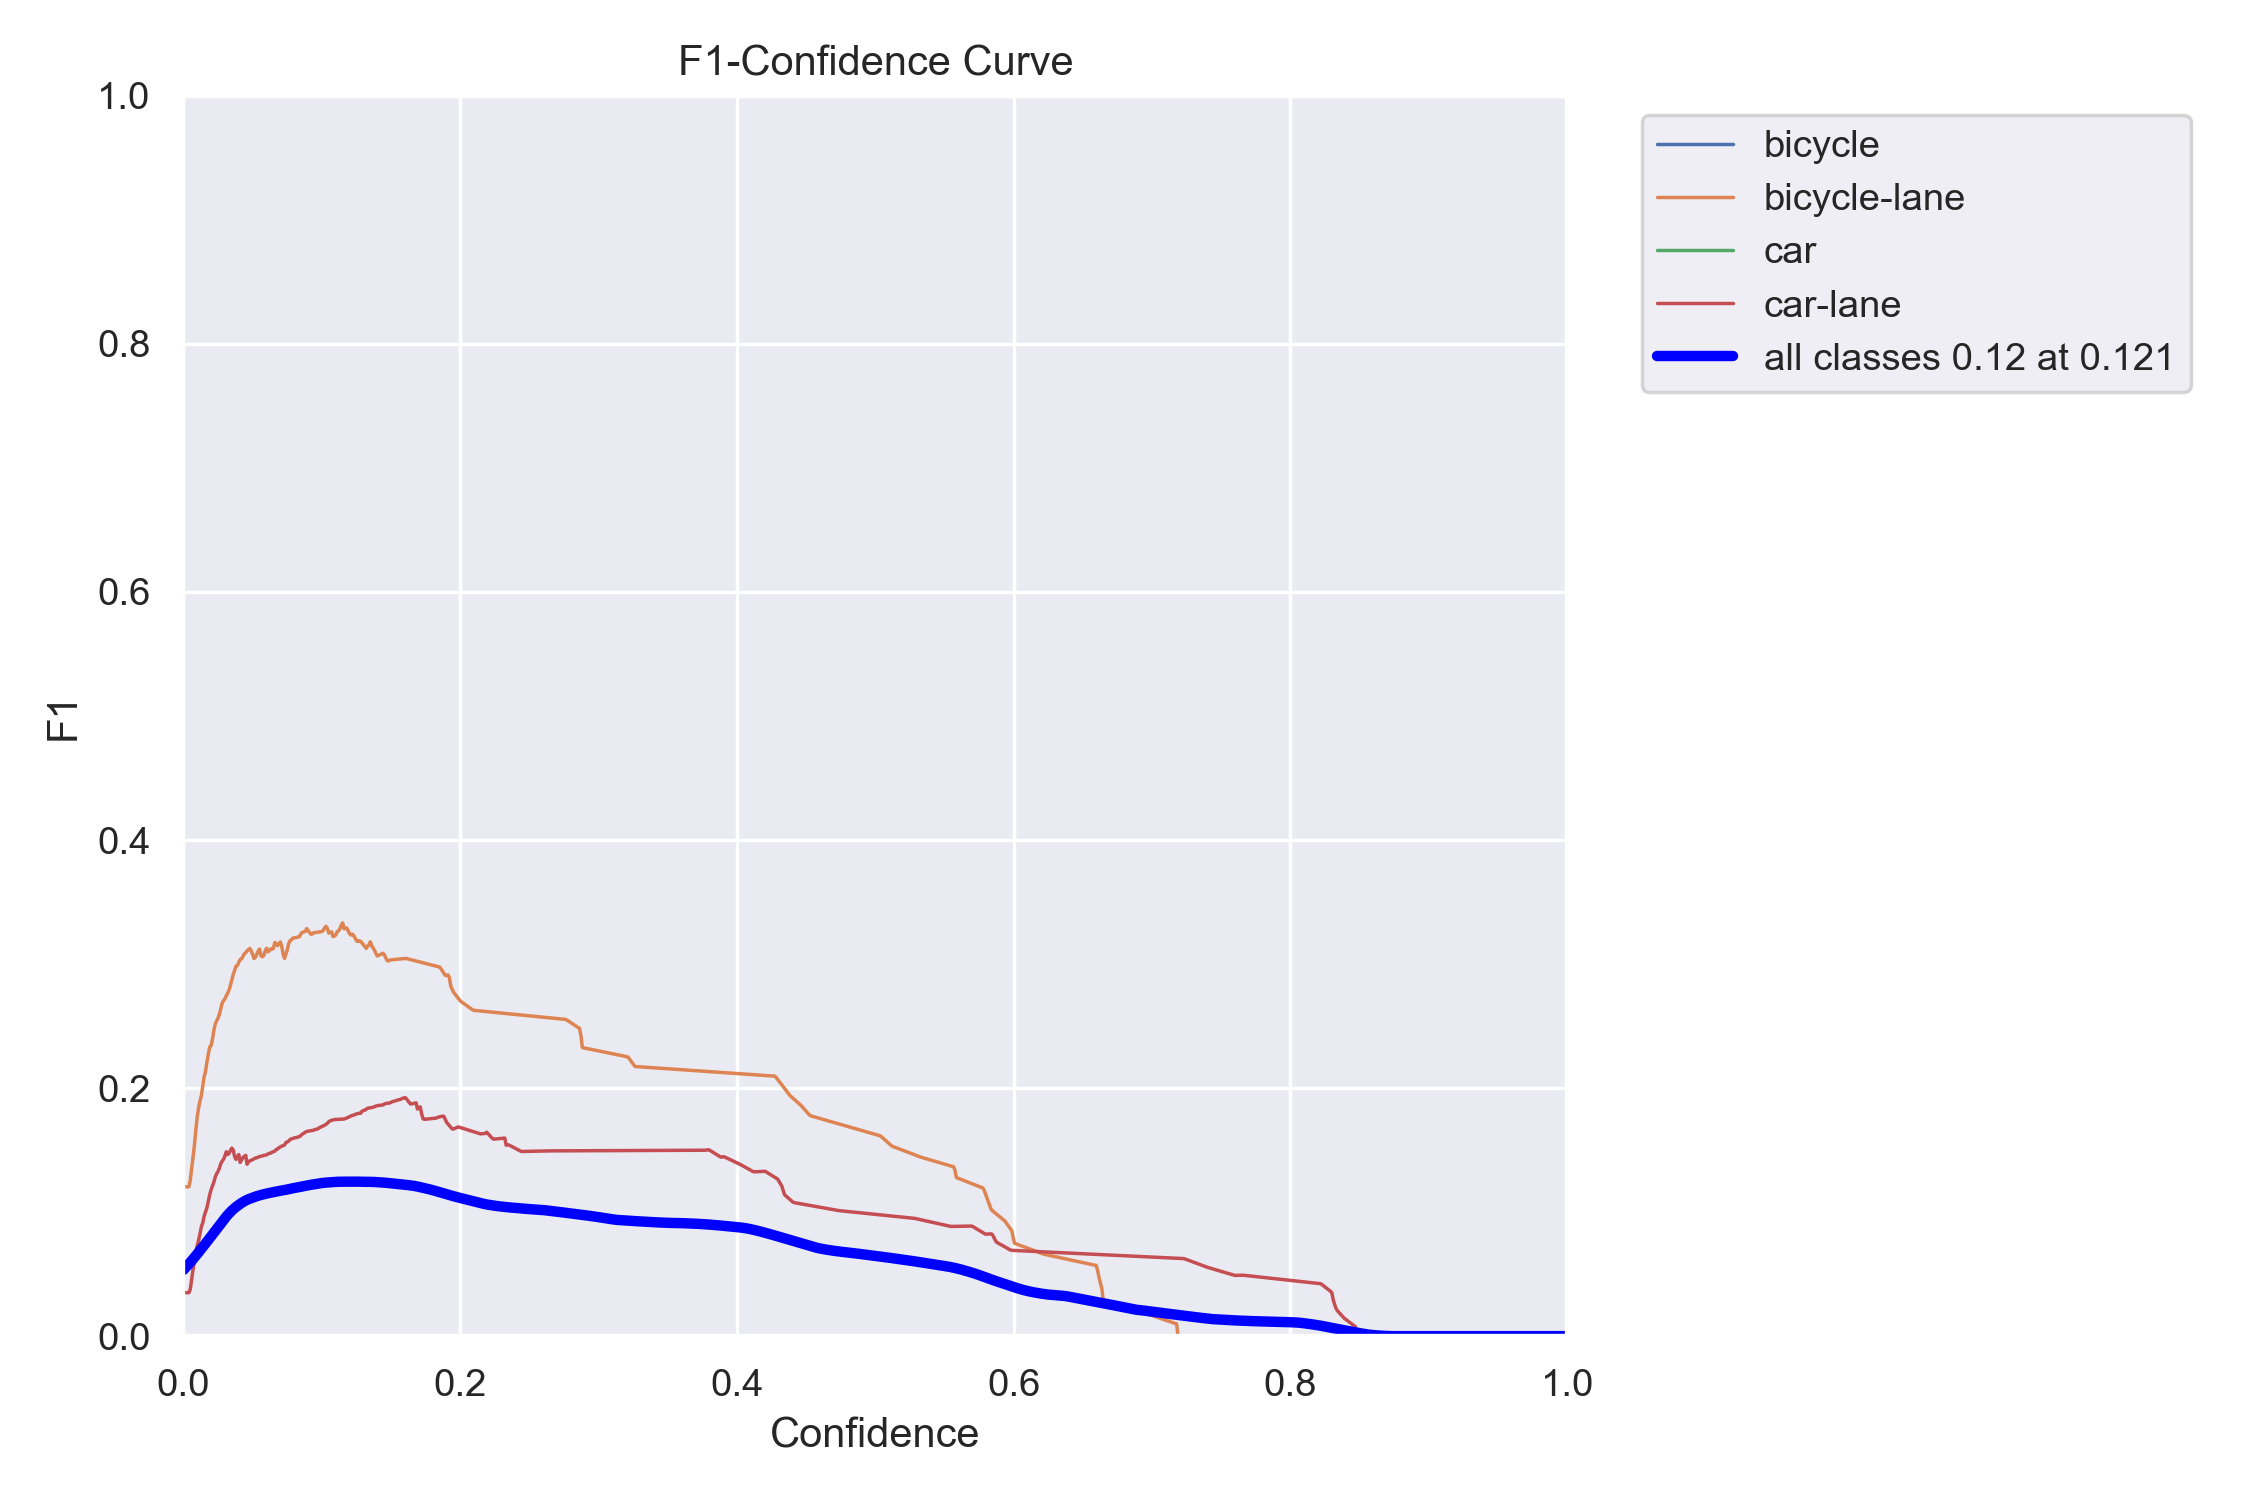 F1-Confidence Curve
1.0
0.8
0.6
0.4
0.2
0.0
F1
0.0 0.2 0.4 0.6 0.8 1.0
Confidence
bicycle
bicycle-lane
car
car-lane
all classes 0.12 at 0.121